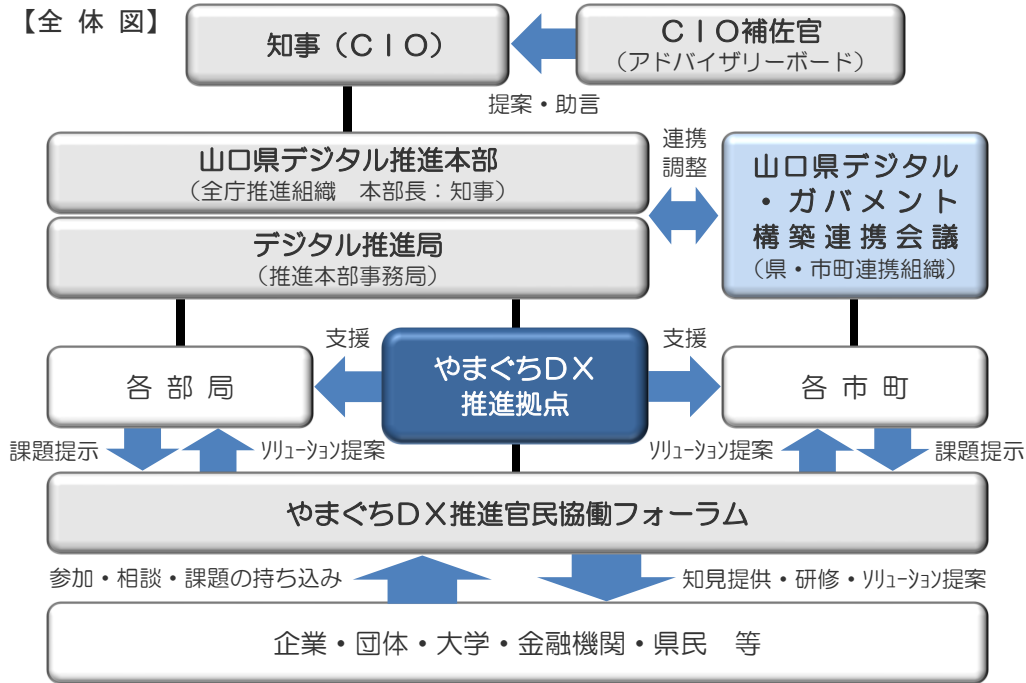 【全 体 図】
知事（ＣＩＯ）
ＣＩＯ補佐官
（アドバイザリーボード）
提案・助言
山口県デジタル推進本部
（全庁推進組織　本部長：知事）
デジタル推進局
（推進本部事務局）
連携
調整
山口県デジタル
・ガバメント
構築連携会議
（県・市町連携組織）
支援
やまぐちＤＸ
推進拠点
支援
各 部 局
各 市 町
課題提示
ｿﾘｭｰｼｮﾝ提案
ｿﾘｭｰｼｮﾝ提案
課題提示
やまぐちＤＸ推進官民協働フォーラム
参加・相談・課題の持ち込み
知見提供・研修・ｿﾘｭｰｼｮﾝ提案
企業・団体・大学・金融機関・県民　等